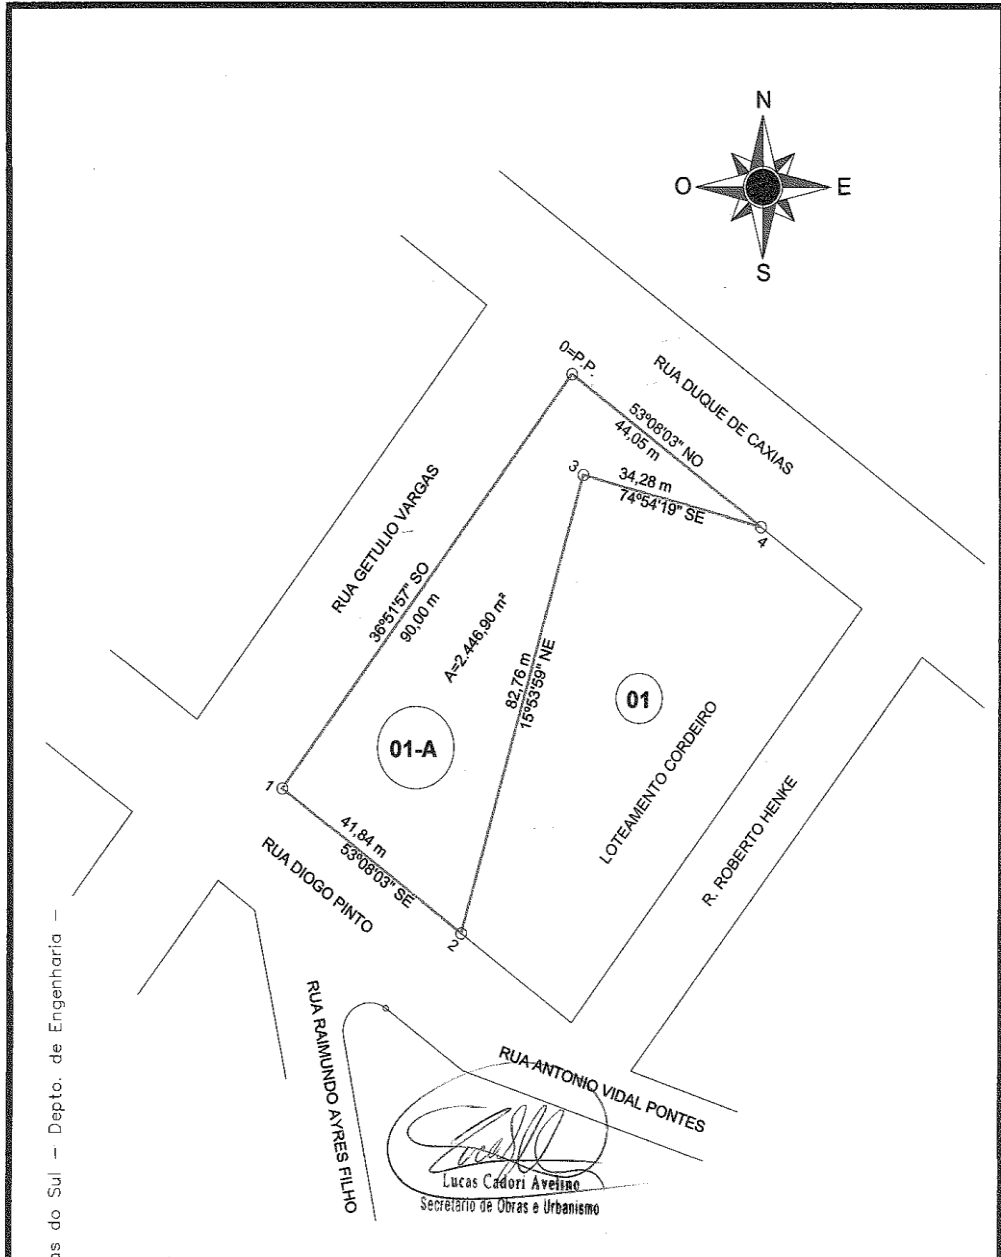 N
O
E
S
0=P.P.
RUA DUQUE DE CAXIAS
53°08'03" NO
44,05 m
3
34,28 m
74°54'19" SE
4
RUA GETULIO VARGAS
36°51'57" SO
90,00 m
A=2.446,90 m²
82,76 m
15°53'59" NE
01
01-A
LOTEAMENTO CORDEIRO
R. ROBERTO HENKE
1
41,84 m
53°08'03" SE
RUA DIOGO PINTO
2
RUA RAIMUNDO AYRES FILHO
RUA ANTONIO VIDAL PONTES
Lucas Cadori Avelino
Secretário de Obras e Urbanismo
as do Sul – Depto. de Engenharia –